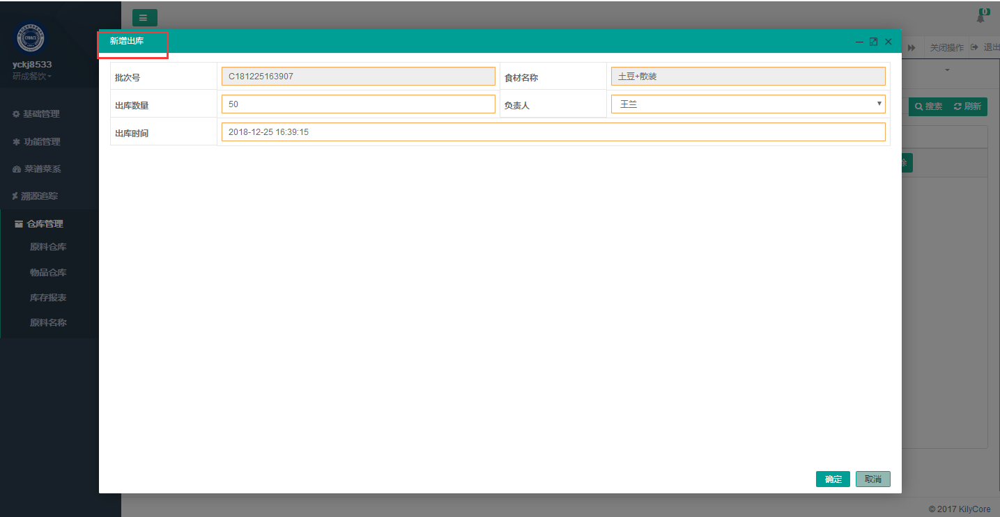 0
新增出库
yckj8533
研成餐饮
关闭操作
退出
批次号
C181225163907
食材名称
土豆+散装
出库数量
50
负责人
王兰
搜索
刷新
出库时间
2018-12-25 16:39:15
基础管理
功能管理
菜谱菜系
溯源追踪
仓库管理
原料仓库
物品仓库
库存报表
原料名称
确定
取消
© 2017 KilyCore